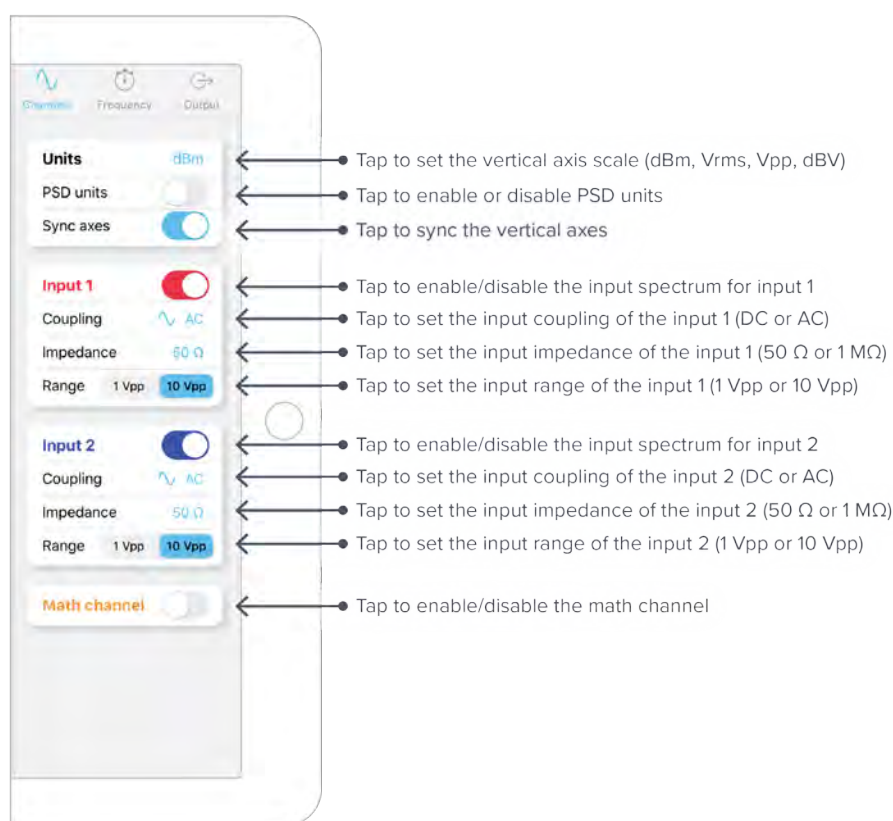 Channels Frequency Output
Units dBm
Tap to set the vertical axis scale (dBm, Vrms, Vpp, dBV)
PSD units
Tap to enable or disable PSD units
Sync axes
Tap to sync the vertical axes
Input 1
Tap to enable/disable the input spectrum for input 1
Coupling AC
Tap to set the input coupling of the input 1 (DC or AC)
Impedance 50 Ω
Tap to set the input impedance of the input 1 (50 Ω or 1 MΩ)
Range 1 Vpp 10 Vpp
Tap to set the input range of the input 1 (1 Vpp or 10 Vpp)
Input 2
Tap to enable/disable the input spectrum for input 2
Coupling AC
Tap to set the input coupling of the input 2 (DC or AC)
Impedance 50 Ω
Tap to set the input impedance of the input 2 (50 Ω or 1 MΩ)
Range 1 Vpp 10 Vpp
Tap to set the input range of the input 2 (1 Vpp or 10 Vpp)
Math channel
Tap to enable/disable the math channel